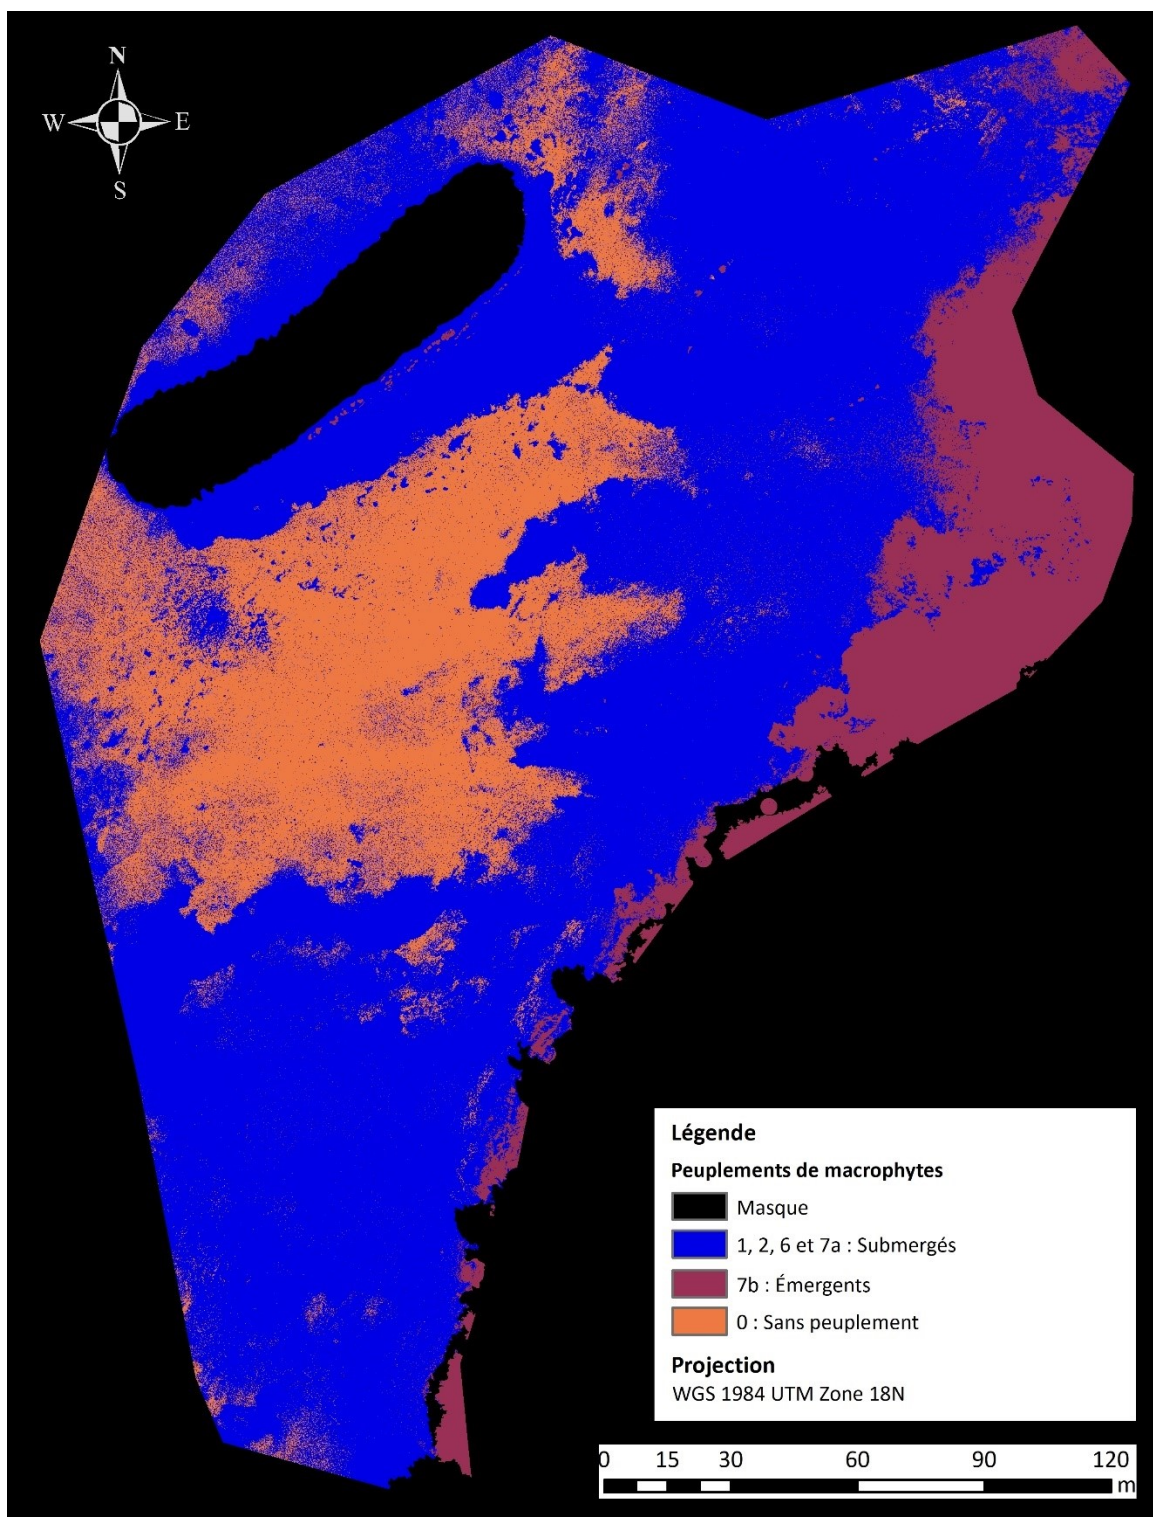 N
W E
S
Légende
Peuplements de macrophytes
Masque
1, 2, 6 et 7a : Submergés
7b : Émergents
0 : Sans peuplement
Projection
WGS 1984 UTM Zone 18N
0 15 30 60 90 120
m